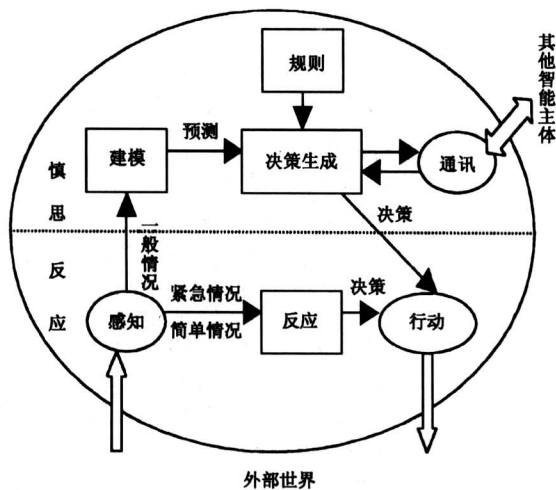 规则
其他智能主体
预测
建模
决策生成
通讯
慎思
一般情况
决策
反应
紧急情况
简单情况
决策
感知
反应
行动
外部世界